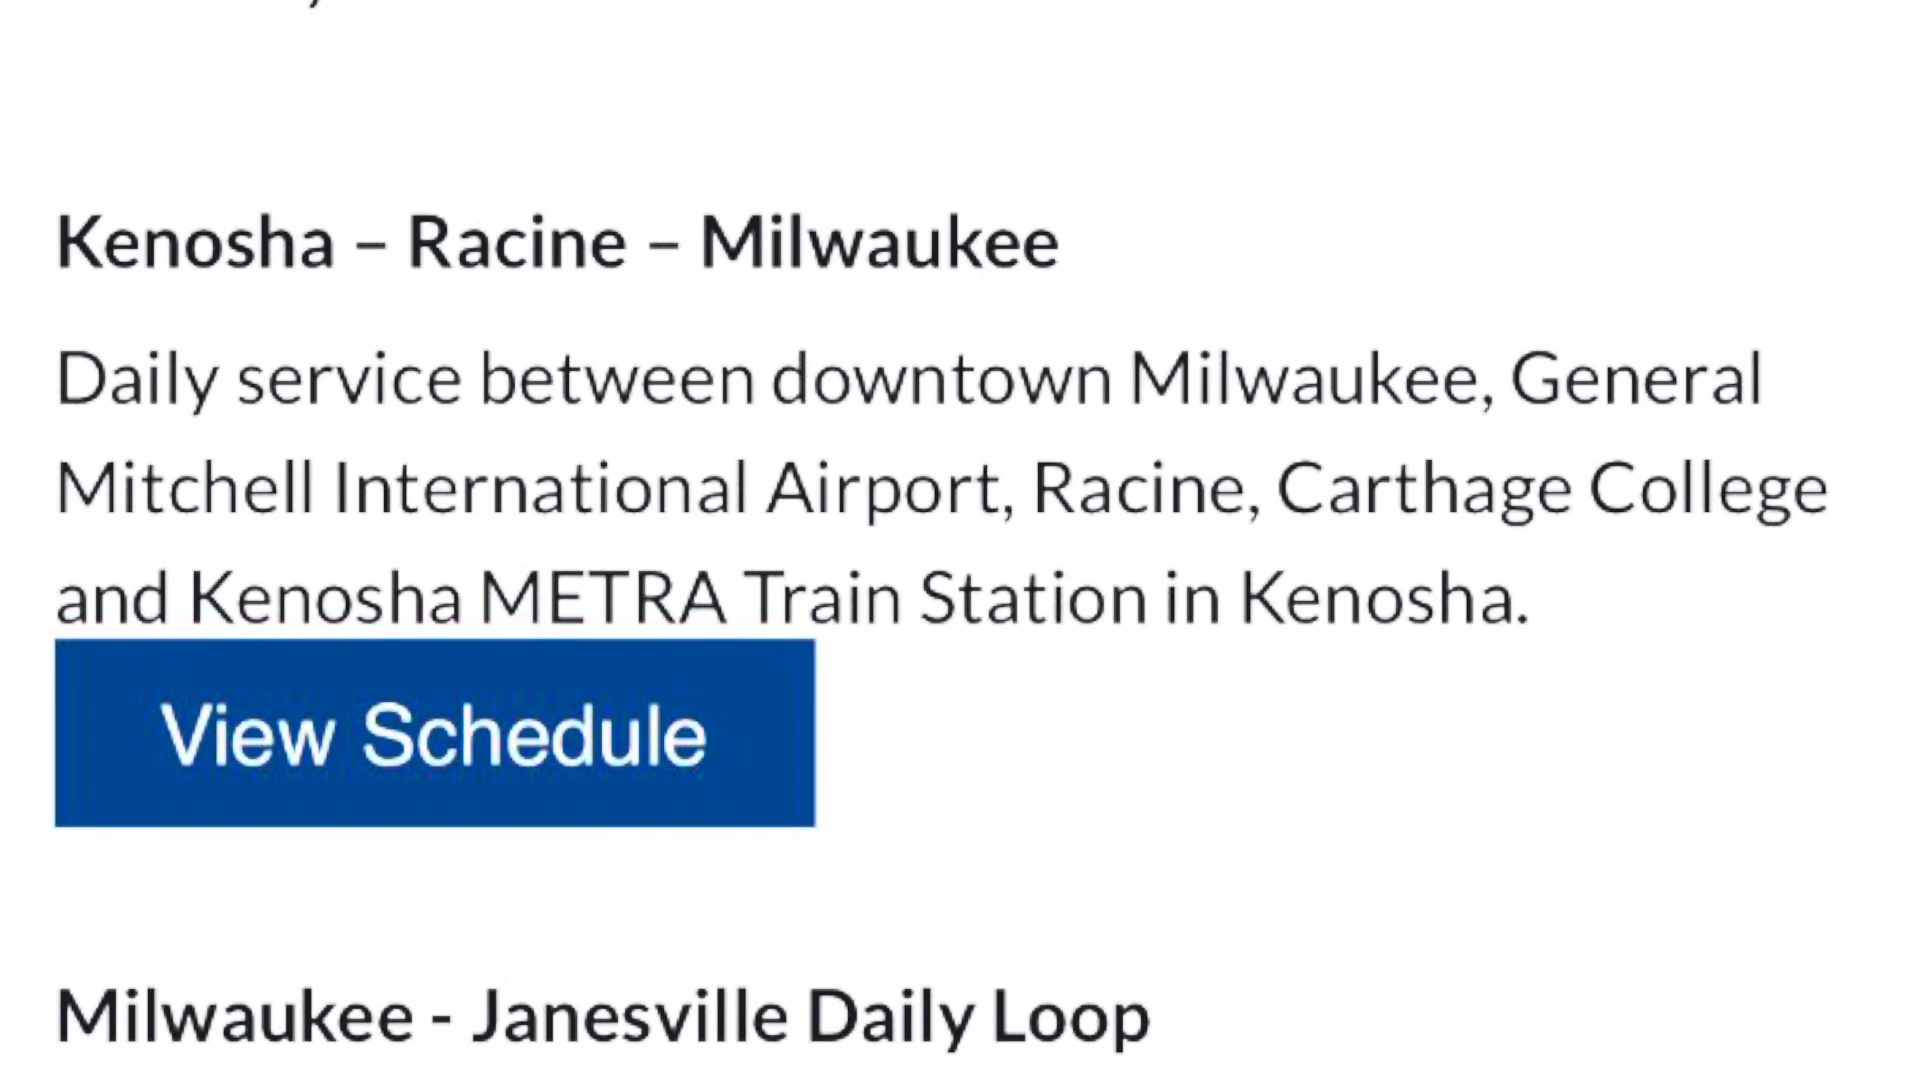 Kenosha – Racine – Milwaukee
Daily service between downtown Milwaukee, General
Mitchell International Airport, Racine, Carthage College
and Kenosha METRA Train Station in Kenosha.
View Schedule
Milwaukee - Janesville Daily Loop